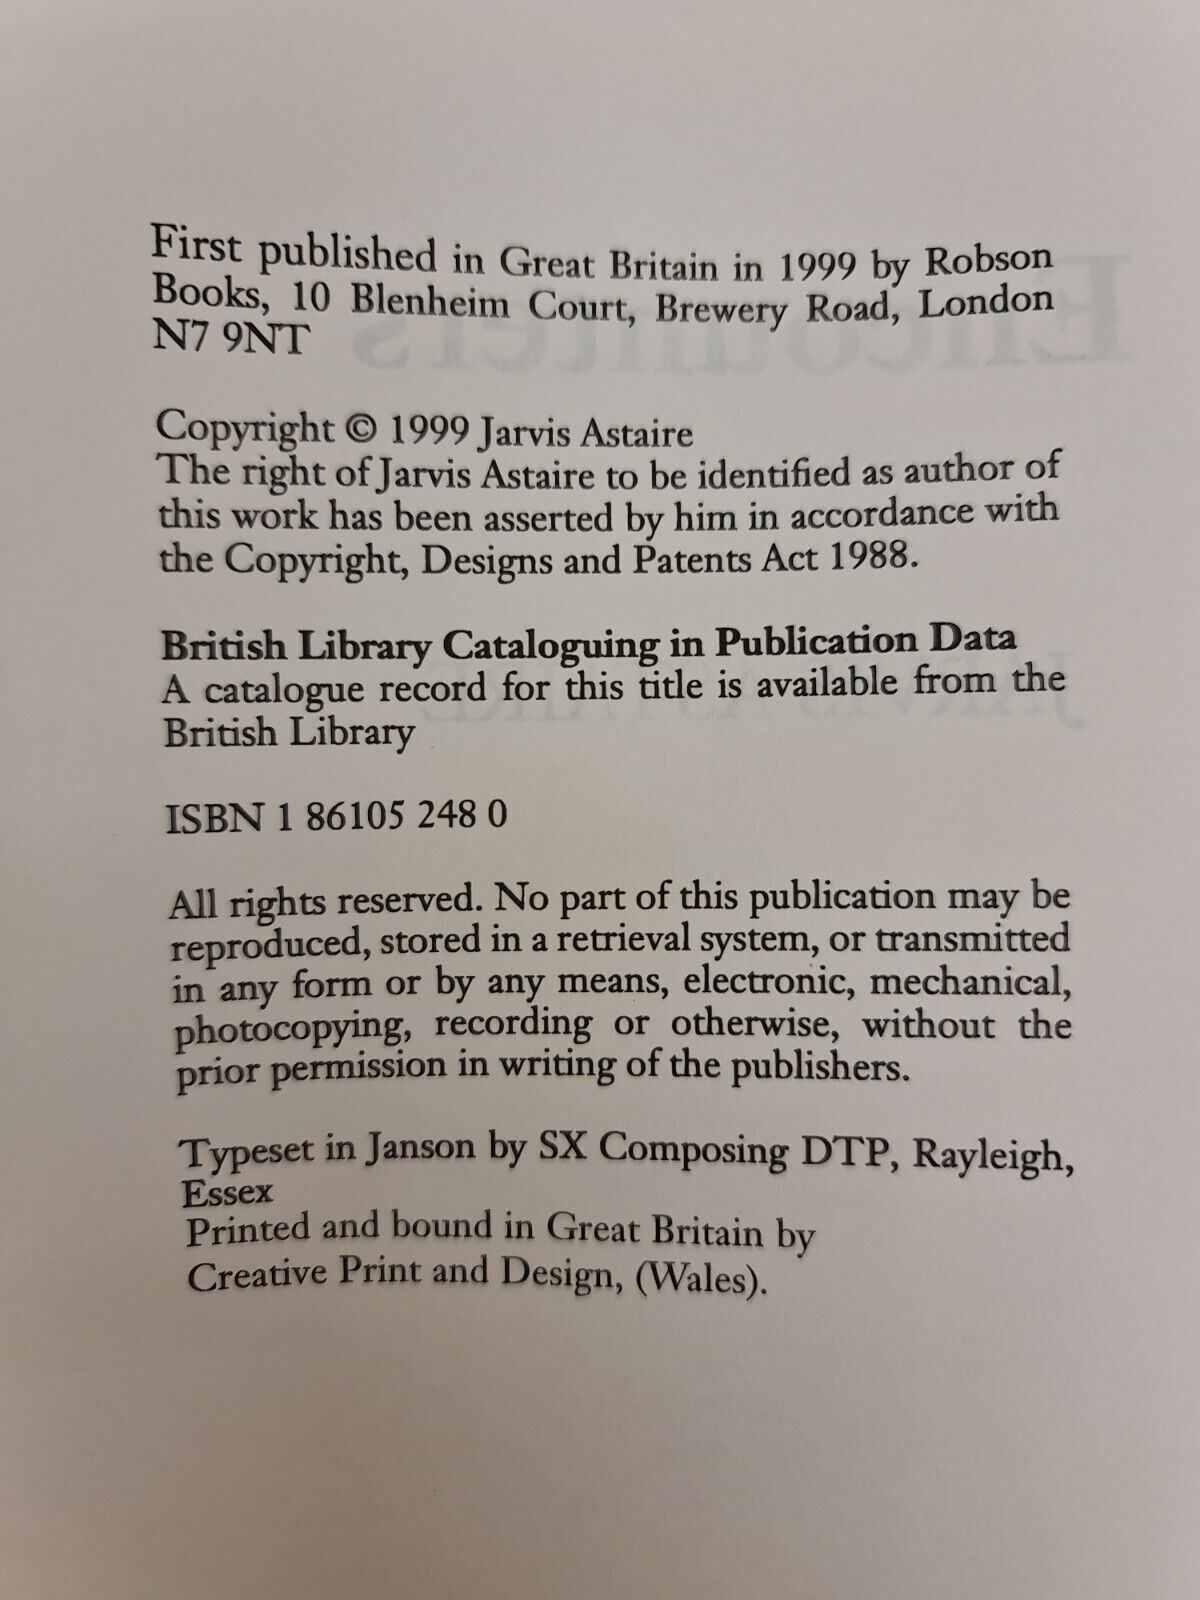 First published in Great Britain in 1999 by Robson
Books, 10 Blenheim Court, Brewery Road, London
N7 9NT
Copyright © 1999 Jarvis Astaire
The right of Jarvis Astaire to be identified as author of
this work has been asserted by him in accordance with
the Copyright, Designs and Patents Act 1988.
British Library Cataloguing in Publication Data
A catalogue record for this title is available from the
British Library
ISBN 1 86105 248 0
All rights reserved. No part of this publication may be
reproduced, stored in a retrieval system, or transmitted
in any form or by any means, electronic, mechanical,
photocopying, recording or otherwise, without the
prior permission in writing of the publishers.
Typeset in Janson by SX Composing DTP, Rayleigh,
Essex
Printed and bound in Great Britain by
Creative Print and Design, (Wales).
Encounters
JARVIS ASTAIRE